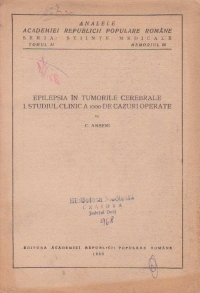 ANALELE
ACADEMIEI REPUBLICII POPULARE ROMÂNE
SERIA: ȘTIINȚE MEDICALE
TOMUL II MEMORIUL
EPILEPSIA ÎN TUMORILE CEREBRALE
I. STUDIUL CLINIC A 1000 DE CAZURI OPERATE
DE
C. ARSENI
EDITURA ACADEMIEI REPUBLICII POPULARE ROMÂNE